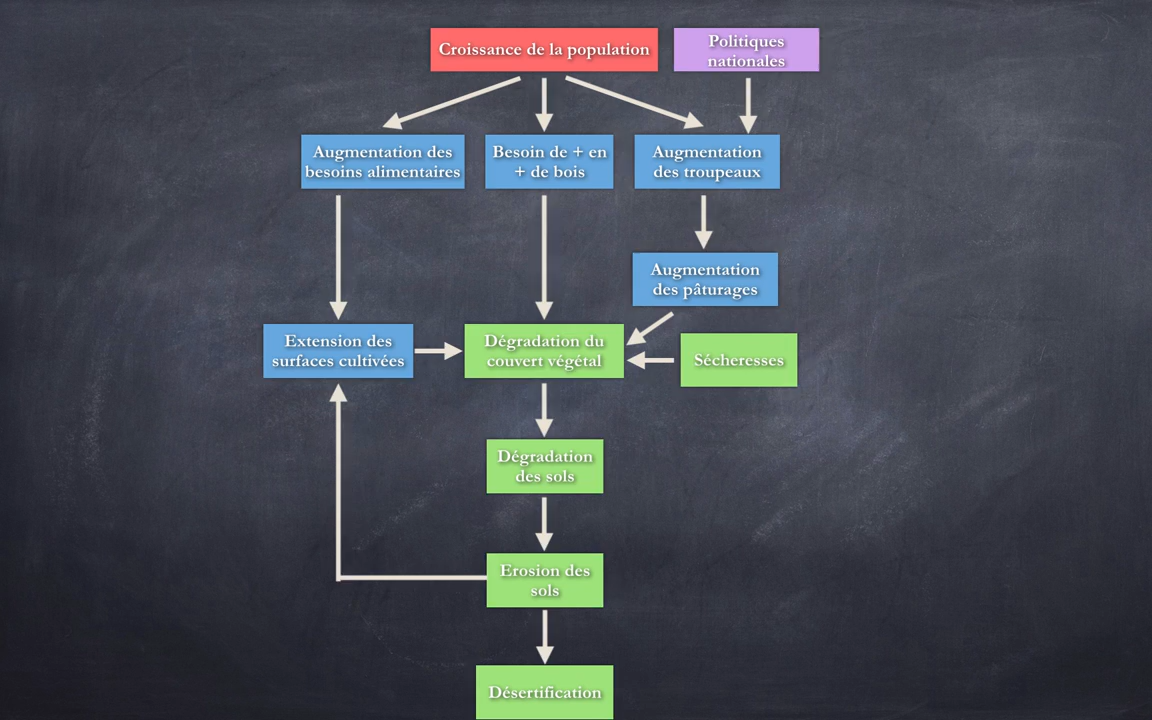 Croissance de la population
Politiques
nationales
Augmentation des
besoins alimentaires
Besoin de + en
+ de bois
Augmentation
des troupeaux
Augmentation
des pâturages
Extension des
surfaces cultivées
Dégradation du
couvert végétal
Sécheresses
Dégradation
des sols
Erosion des
sols
Désertification